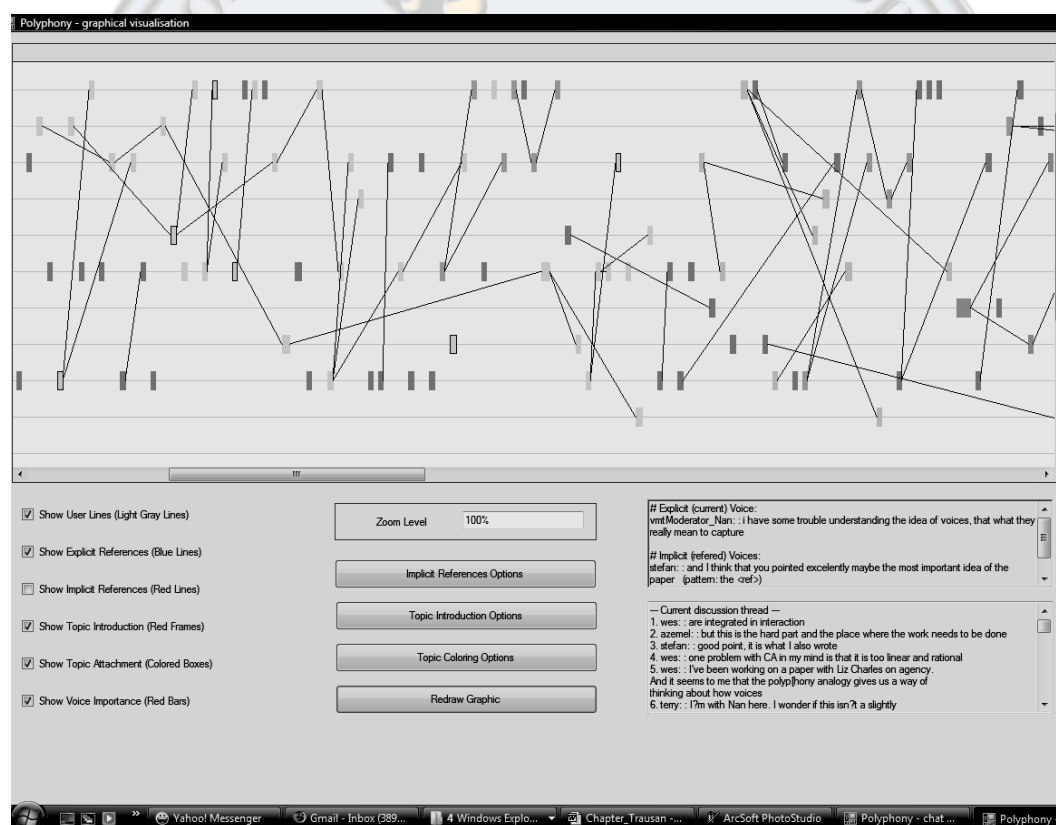 Polyphony - graphical visualisation
Show User Lines (Light Gray Lines)
Show Explicit References (Blue Lines)
Show Implicit References (Red Lines)
Show Topic Introduction (Red Frames)
Show Topic Attachment (Colored Boxes)
Show Voice Importance (Red Bars)
Zoom Level 100%
Implicit References Options
Topic Introduction Options
Topic Coloring Options
Redraw Graphic
# Explicit (current) Voice:
vmtModerator_Nan: : i have some trouble understanding the idea of voices, that what they
really mean to capture
# Implicit (refered) Voices:
stefan: : and I think that you pointed excelently maybe the most important idea of the
paper (pattern: the <ref>)
--- Current discussion thread ---
1. wes: : are integrated in interaction
2. azemel: : but this is the hard part and the place where the work needs to be done
3. stefan: : good point, it is what I also wrote
4. wes: : one problem with CA in my mind is that it is too linear and rational
5. wes: : I've been working on a paper with Liz Charles on agency.
And it seems to me that the polyp[hony analogy gives us a way of
thinking about how voices
6. terry: : I?m with Nan here. I wonder if this isn?t a slightly
Yahoo! Messenger
Gmail - Inbox (389...
4 Windows Explo...
Chapter_Trausan -...
ArcSoft PhotoStudio
Polyphony - chat ...
Polyphony -